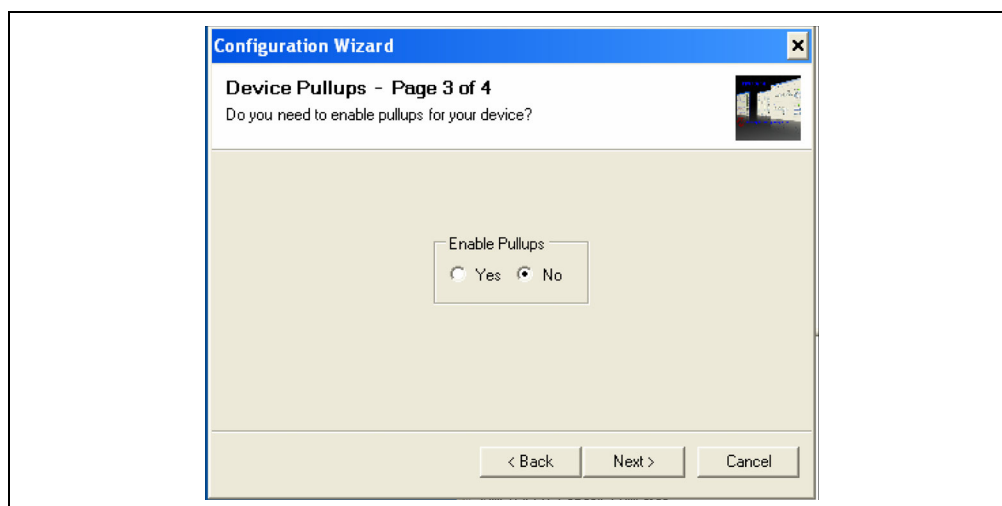 Configuration Wizard
Device Pullups - Page 3 of 4
Do you need to enable pullups for your device?
Enable Pullups
Yes No
< Back Next > Cancel